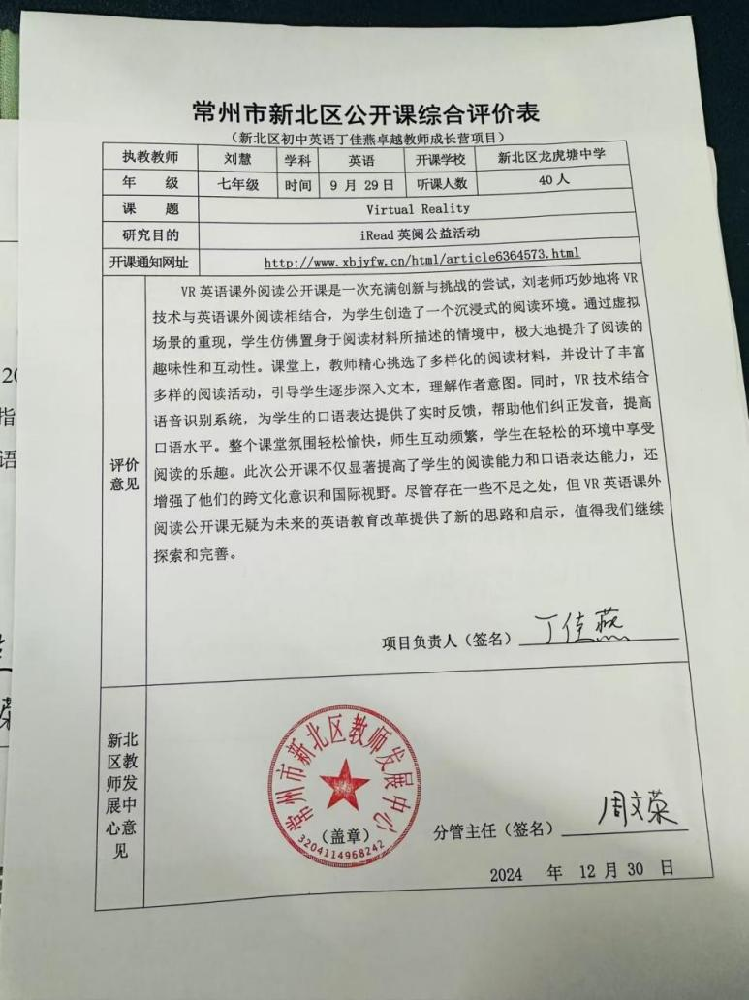 常州市新北区公开课综合评价表
（新北区初中英语丁佳燕卓越教师成长营项目）
执教教师 刘慧 学科 英语 开课学校 新北区龙虎塘中学
年 级 七年级 时间 9 月 29 日 听课人数 40 人
课 题 Virtual Reality
研究目的 iRead 英阅公益活动
开课通知网址 http://www.xbjyfw.cn/html/article6364573.html
评价意见
VR 英语课外阅读公开课是一次充满创新与挑战的尝试，刘老师巧妙地将 VR
技术与英语课外阅读相结合，为学生创造了一个沉浸式的阅读环境。通过虚拟
场景的重现，学生仿佛置身于阅读材料所描述的情境中，极大地提升了阅读的
趣味性和互动性。课堂上，教师精心挑选了多样化的阅读材料，并设计了丰富
多样的阅读活动，引导学生逐步深入文本，理解作者意图。同时，VR 技术结合
语音识别系统，为学生的口语表达提供了实时反馈，帮助他们纠正发音，提高
口语水平。整个课堂氛围轻松愉快，师生互动频繁，学生在轻松的环境中享受
阅读的乐趣。此次公开课不仅显著提高了学生的阅读能力和口语表达能力，还
增强了他们的跨文化意识和国际视野。尽管存在一些不足之处，但 VR 英语课外
阅读公开课无疑为未来的英语教育改革提供了新的思路和启示，值得我们继续
探索和完善。
项目负责人（签名） 丁佳燕
新北区教师发展中心意见
常州市新北区教师发展中心
（盖章）
3204114968242
分管主任（签名） 周文荣
2024 年 12 月 30 日
20
指
语
荣